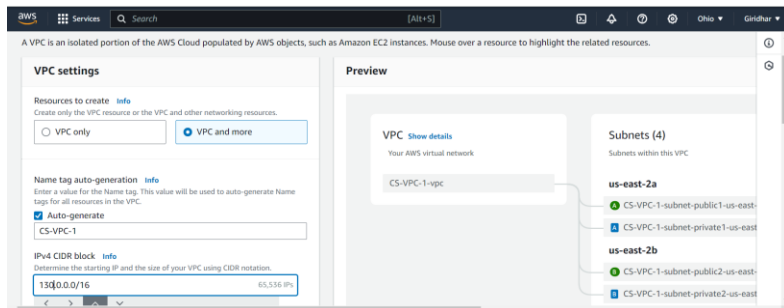 aws
Services
Search
[Alt+S]
Ohio
Giridhar
A VPC is an isolated portion of the AWS Cloud populated by AWS objects, such as Amazon EC2 instances. Mouse over a resource to highlight the related resources.
VPC settings
Resources to create Info
Create only the VPC resource or the VPC and other networking resources.
VPC only
VPC and more
Name tag auto-generation Info
Enter a value for the Name tag. This value will be used to auto-generate Name
tags for all resources in the VPC.
Auto-generate
CS-VPC-1
IPv4 CIDR block Info
Determine the starting IP and the size of your VPC using CIDR notation.
130.0.0.0/16
65,536 IPs
Preview
VPC Show details
Your AWS virtual network
CS-VPC-1-vpc
Subnets (4)
Subnets within this VPC
us-east-2a
A CS-VPC-1-subnet-public1-us-east-
A CS-VPC-1-subnet-private1-us-east
us-east-2b
B CS-VPC-1-subnet-public2-us-east-
B CS-VPC-1-subnet-private2-us-east